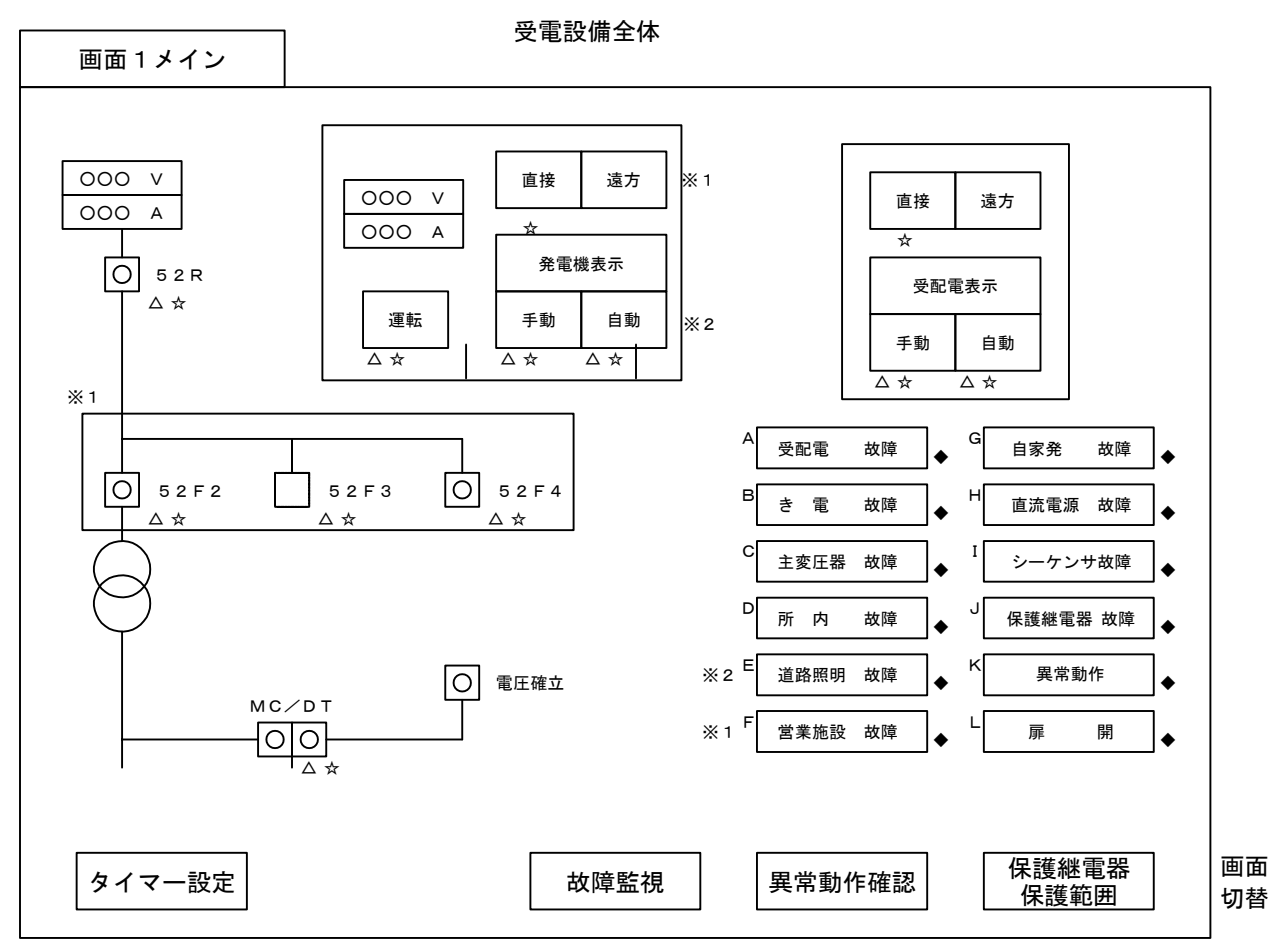 受電設備全体
画面１メイン
○○○　Ｖ
○○○　Ａ
５２Ｒ
△ ☆
○○○　Ｖ
○○○　Ａ
直接　遠方　※１
☆
発電機表示
運転　手動　自動　※２
△ ☆　△ ☆　△ ☆
直接　遠方
☆
受配電表示
手動　自動
△ ☆　△ ☆
※１
５２Ｆ２　５２Ｆ３　５２Ｆ４
△ ☆　△ ☆　△ ☆
電圧確立
ＭＣ／ＤＴ
△ ☆
Ａ　受配電　故障　◆
Ｂ　き　電　故障　◆
Ｃ　主変圧器　故障　◆
Ｄ　所　内　故障　◆
※２　Ｅ　道路照明　故障　◆
※１　Ｆ　営業施設　故障　◆
Ｇ　自家発　故障　◆
Ｈ　直流電源　故障　◆
Ｉ　シーケンサ故障　◆
Ｊ　保護継電器 故障　◆
Ｋ　異常動作　◆
Ｌ　扉　開　◆
タイマー設定
故障監視
異常動作確認
保護継電器
保護範囲
画面
切替